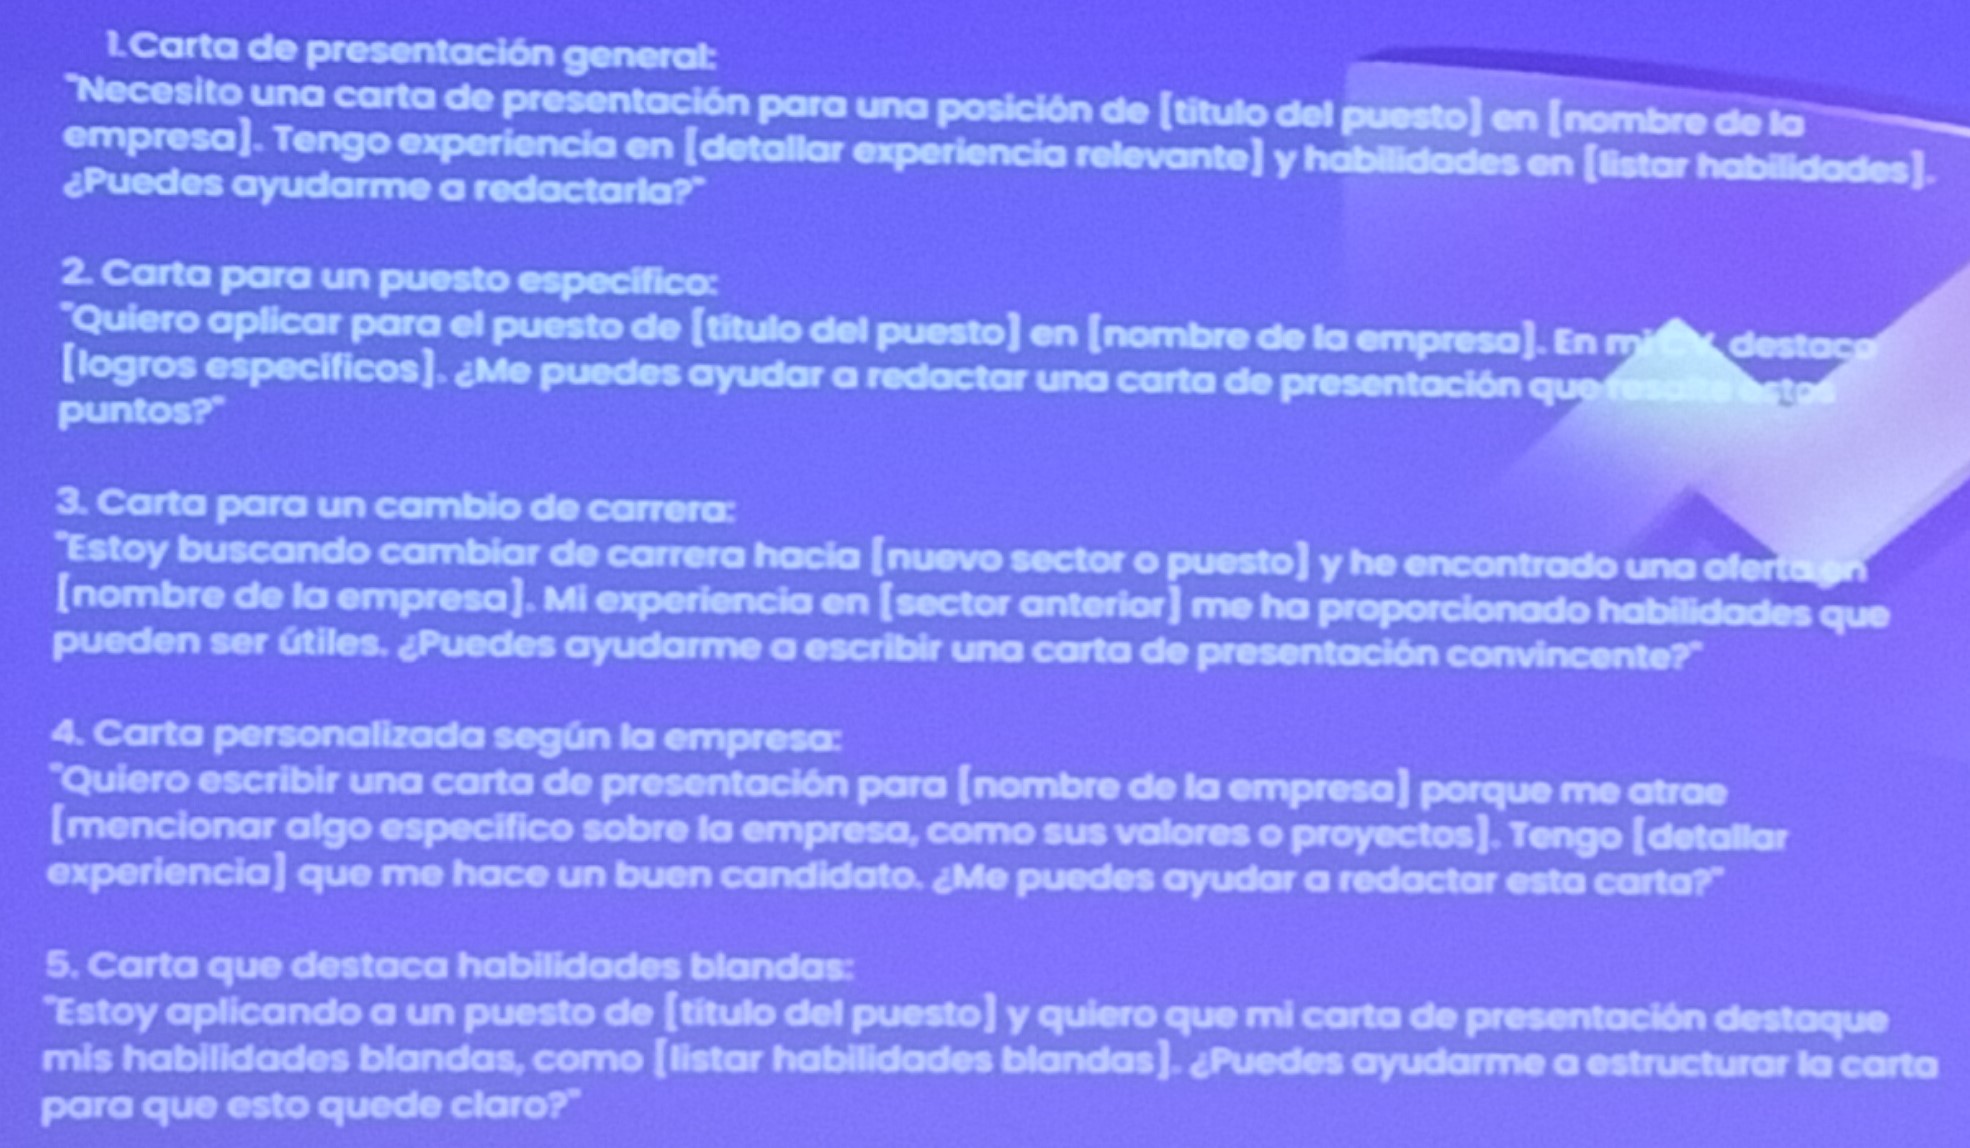 1.Carta de presentación general:
"Necesito una carta de presentación para una posición de [título del puesto] en [nombre de la
empresa]. Tengo experiencia en [detallar experiencia relevante] y habilidades en [listar habilidades].
¿Puedes ayudarme a redactarla?"
2. Carta para un puesto específico:
"Quiero aplicar para el puesto de [título del puesto] en [nombre de la empresa]. En mi CV, destaco
[logros específicos]. ¿Me puedes ayudar a redactar una carta de presentación que resalte estos
puntos?"
3. Carta para un cambio de carrera:
"Estoy buscando cambiar de carrera hacia [nuevo sector o puesto] y he encontrado una oferta en
[nombre de la empresa]. Mi experiencia en [sector anterior] me ha proporcionado habilidades que
pueden ser útiles. ¿Puedes ayudarme a escribir una carta de presentación convincente?"
4. Carta personalizada según la empresa:
"Quiero escribir una carta de presentación para [nombre de la empresa] porque me atrae
[mencionar algo específico sobre la empresa, como sus valores o proyectos]. Tengo [detallar
experiencia] que me hace un buen candidato. ¿Me puedes ayudar a redactar esta carta?"
5. Carta que destaca habilidades blandas:
"Estoy aplicando a un puesto de [título del puesto] y quiero que mi carta de presentación destaque
mis habilidades blandas, como [listar habilidades blandas]. ¿Puedes ayudarme a estructurar la carta
para que esto quede claro?"